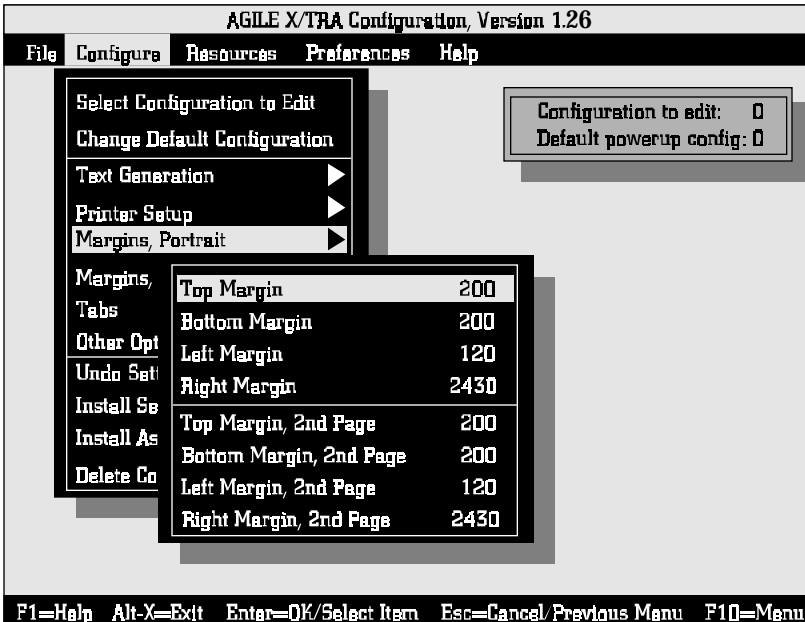 AGILE X/TRA Configuration, Version 1.26
File Configure Resources Preferences Help
Select Configuration to Edit
Change Default Configuration
Text Generation
Printer Setup
Margins, Portrait
Margins,
Tabs
Other Opt
Undo Sett
Install Se
Install As
Delete Co
Configuration to edit: 0
Default powerup config: 0
Top Margin 200
Bottom Margin 200
Left Margin 120
Right Margin 2430
Top Margin, 2nd Page 200
Bottom Margin, 2nd Page 200
Left Margin, 2nd Page 120
Right Margin, 2nd Page 2430
F1=Help Alt-X=Exit Enter=OK/Select Item Esc=Cancel/Previous Menu F10=Menu